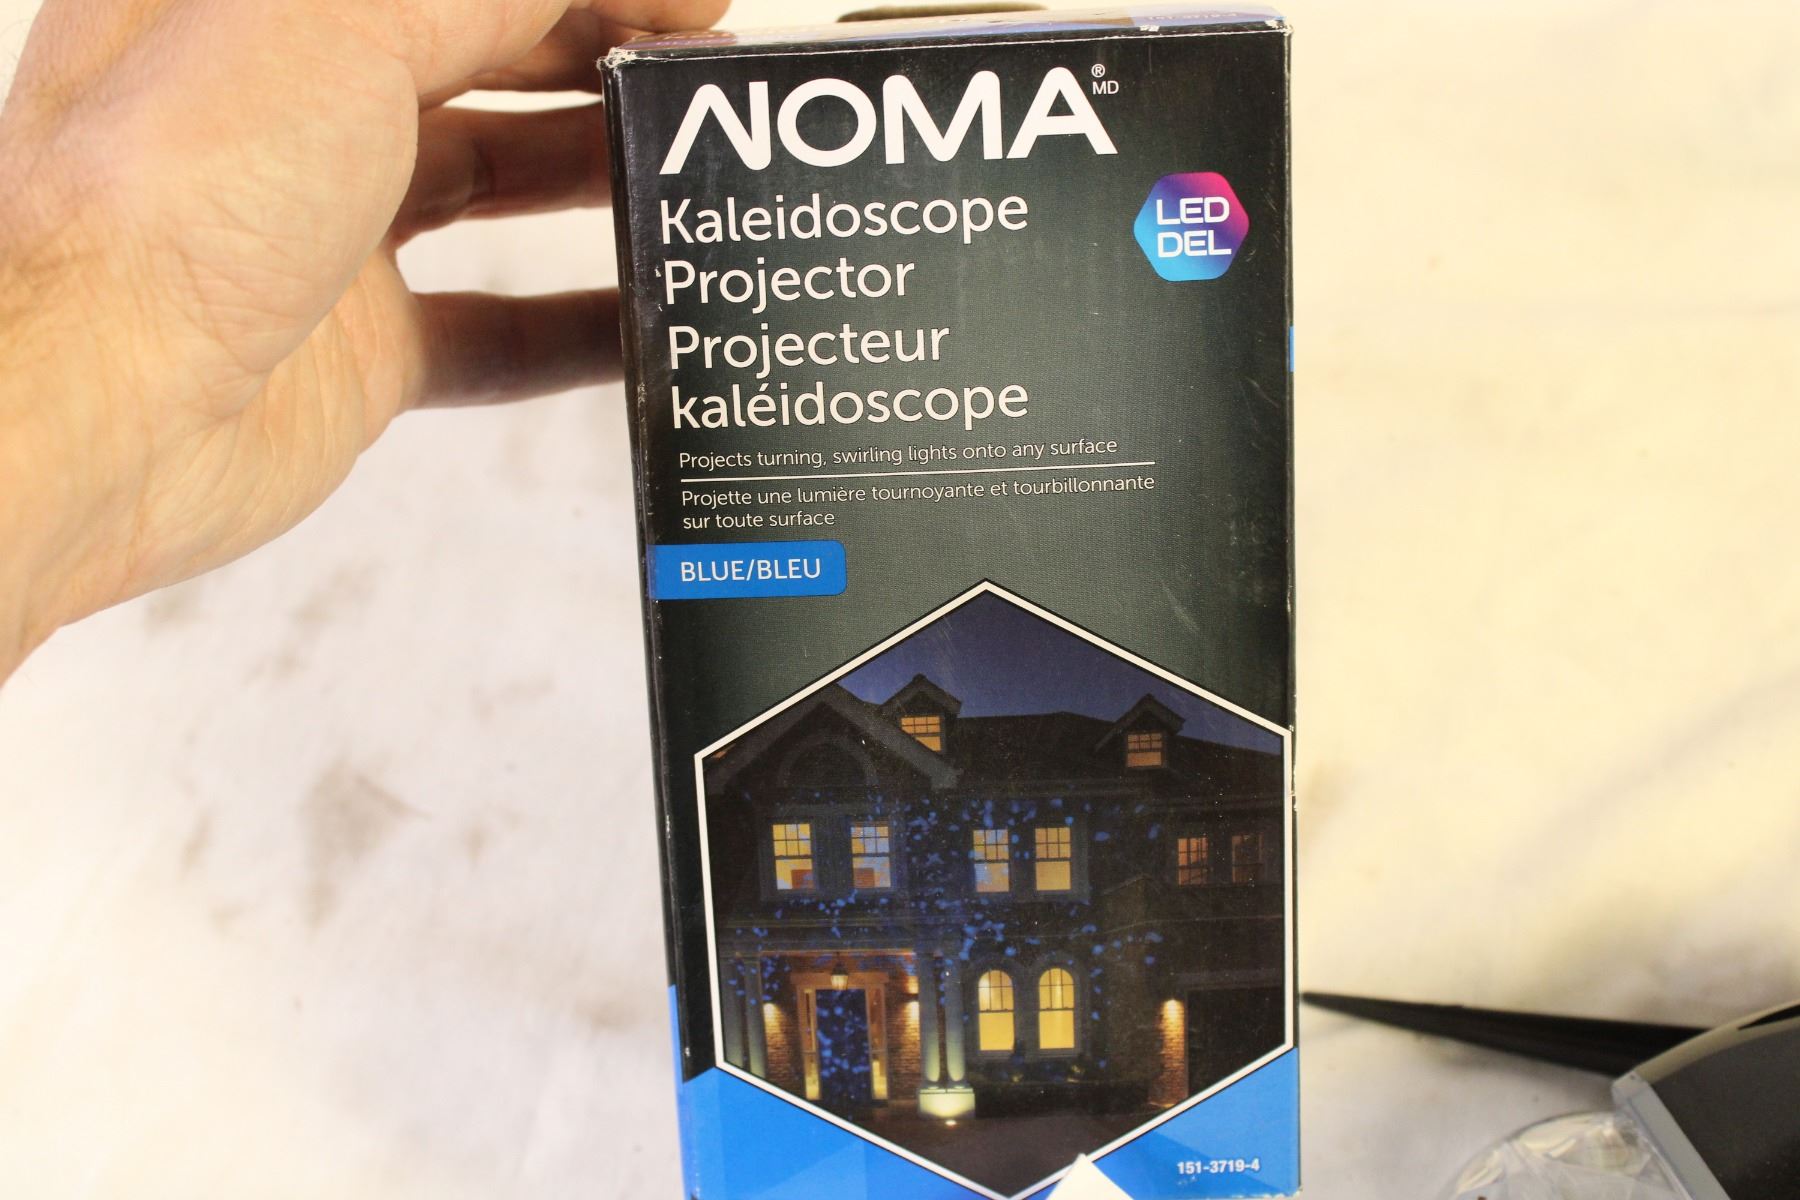 NOMA®
MD
Kaleidoscope
Projector
Projecteur
kaléidoscope
LED
DEL
Projects turning, swirling lights onto any surface
Projette une lumière tournoyante et tourbillonnante
sur toute surface
BLUE/BLEU
151-3719-4